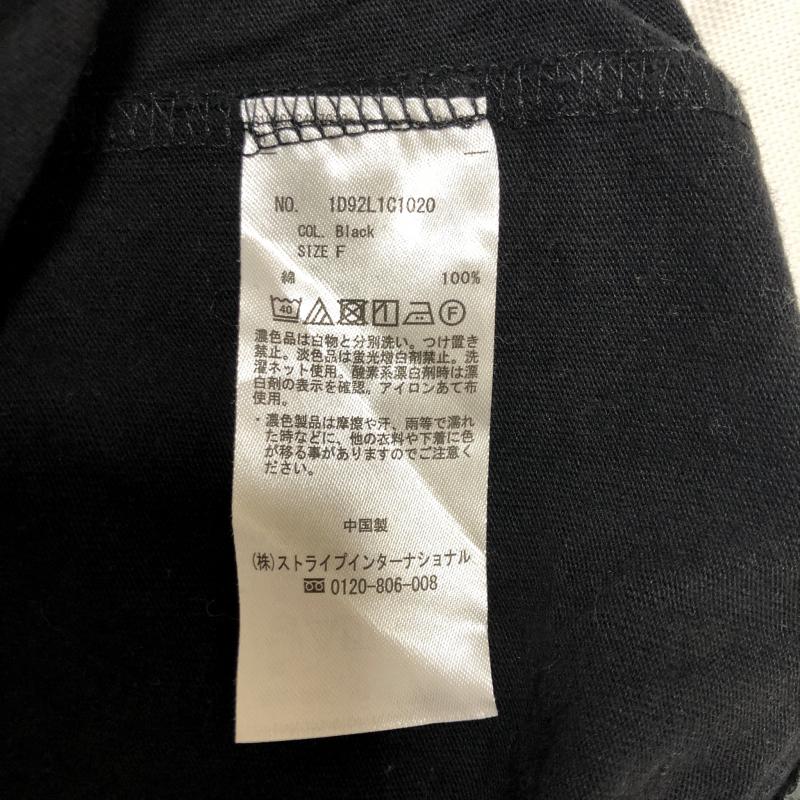 NO. 1D92L1C1020
COL. Black
SIZE F
綿 100%
40 F
濃色品は白物と分別洗い。つけ置き
禁止。淡色品は蛍光増白剤禁止。洗
濯ネット使用。酸素系漂白剤時は漂
白剤の表示を確認。アイロンあて布
使用。
・濃色製品は摩擦や汗、雨等で濡れ
た時などに、他の衣料や下着に色
が移る事がありますのでご注意く
ださい。
中国製
(株)ストライプインターナショナル
0120-806-008